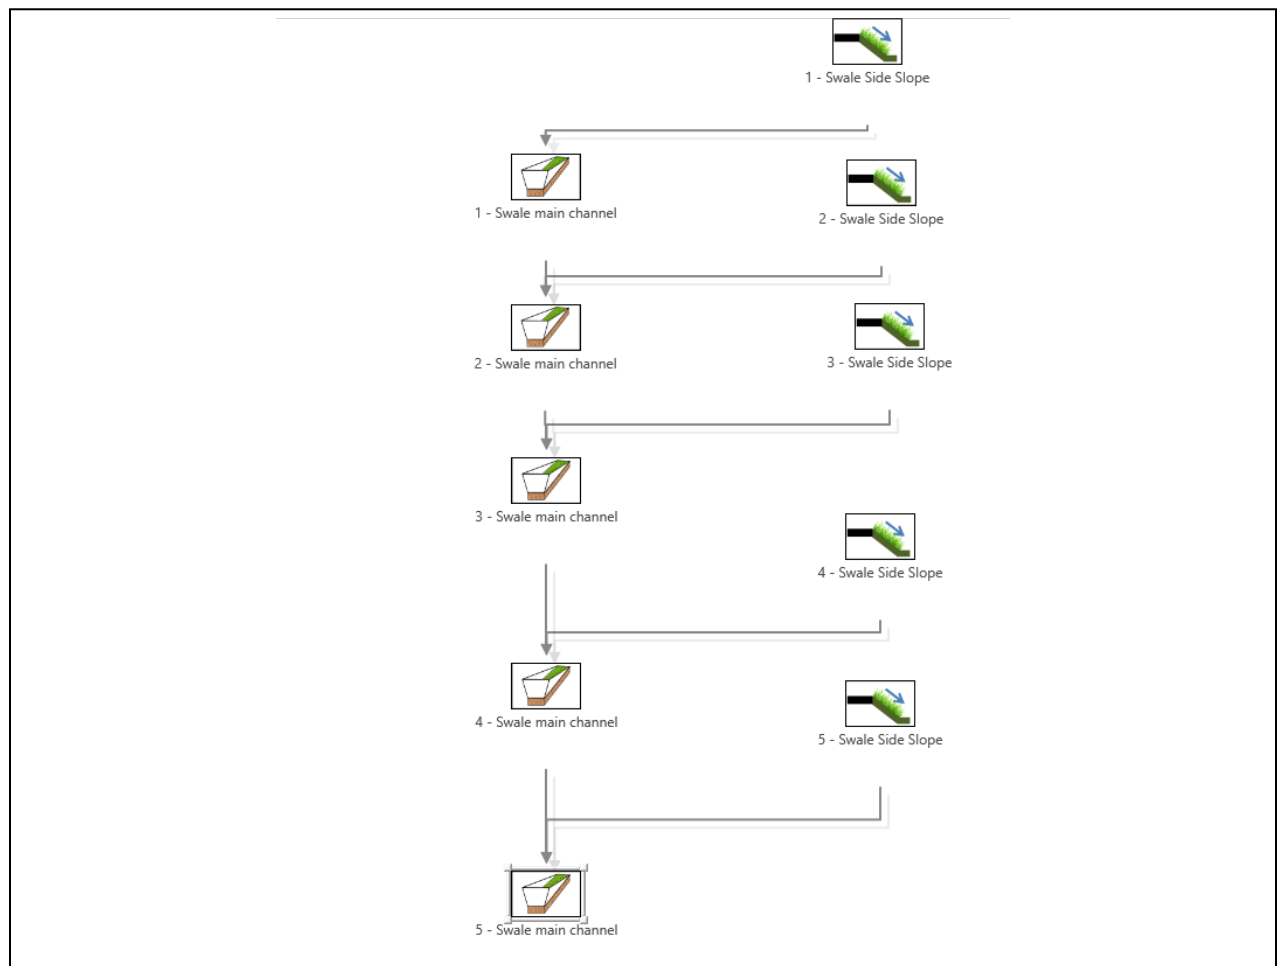 1 - Swale Side Slope
1 - Swale main channel
2 - Swale Side Slope
2 - Swale main channel
3 - Swale Side Slope
3 - Swale main channel
4 - Swale Side Slope
4 - Swale main channel
5 - Swale Side Slope
5 - Swale main channel